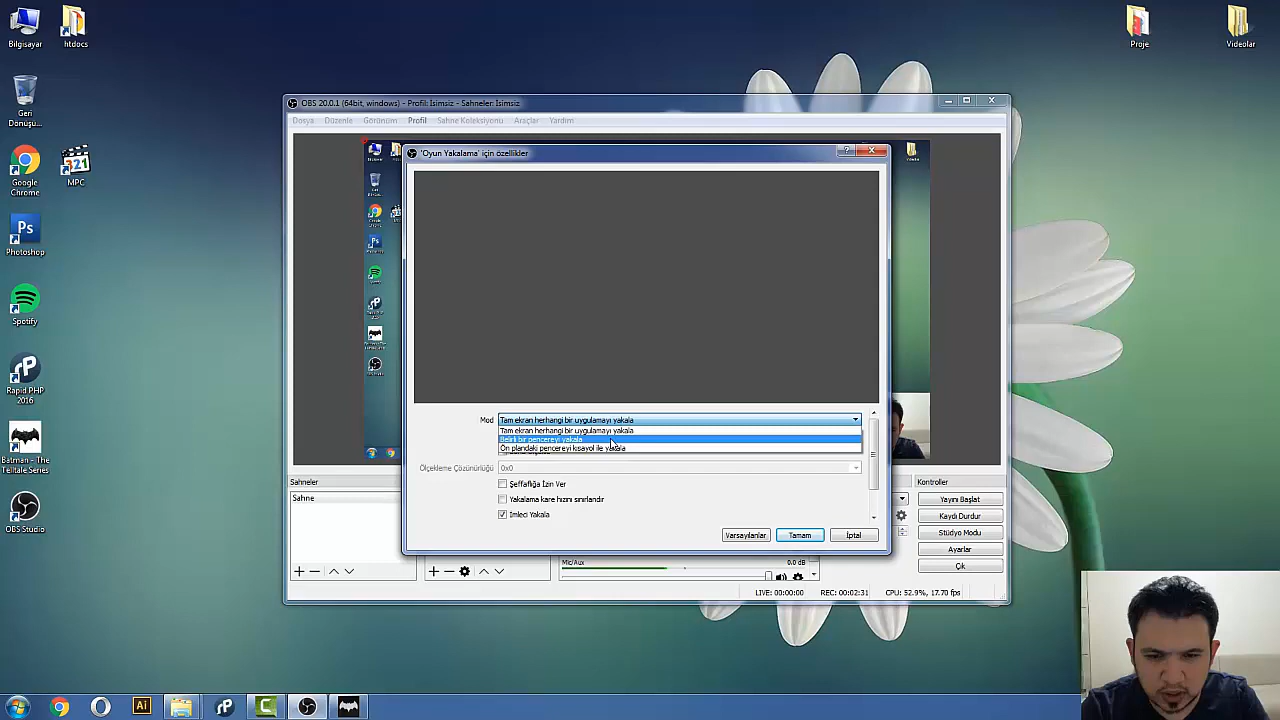 Bilgisayar
htdocs
Proje
Videolar
Geri
Dönüşü...
Google
Chrome
321
MPC
Ps
Photoshop
Spotify
Rapid PHP
2016
Batman - The
Telltale Series
OBS Studio
OBS 20.0.1 (64bit, windows) - Profil: İsimsiz - Sahneler: İsimsiz
Dosya Düzenle Görünüm Profil Sahne Koleksiyonu Araçlar Yardım
'Oyun Yakalama' için özellikler
Mod
Tam ekran herhangi bir uygulamayı yakala
Tam ekran herhangi bir uygulamayı yakala
Belirli bir pencereyi yakala
Ön plandaki pencereyi kısayol ile yakala
Ölçekleme Çözünürlüğü
0x0
Şeffaflığa İzin Ver
Yakalama kare hızını sınırlandır
İmleci Yakala
Varsayılanlar
Tamam
İptal
Sahneler
Sahne
Mic/Aux
0.0 dB
Kontroller
Yayını Başlat
Kaydı Durdur
Stüdyo Modu
Ayarlar
Çık
LIVE: 00:00:00
REC: 00:02:31
CPU: 52.9%, 17.70 fps
Ai